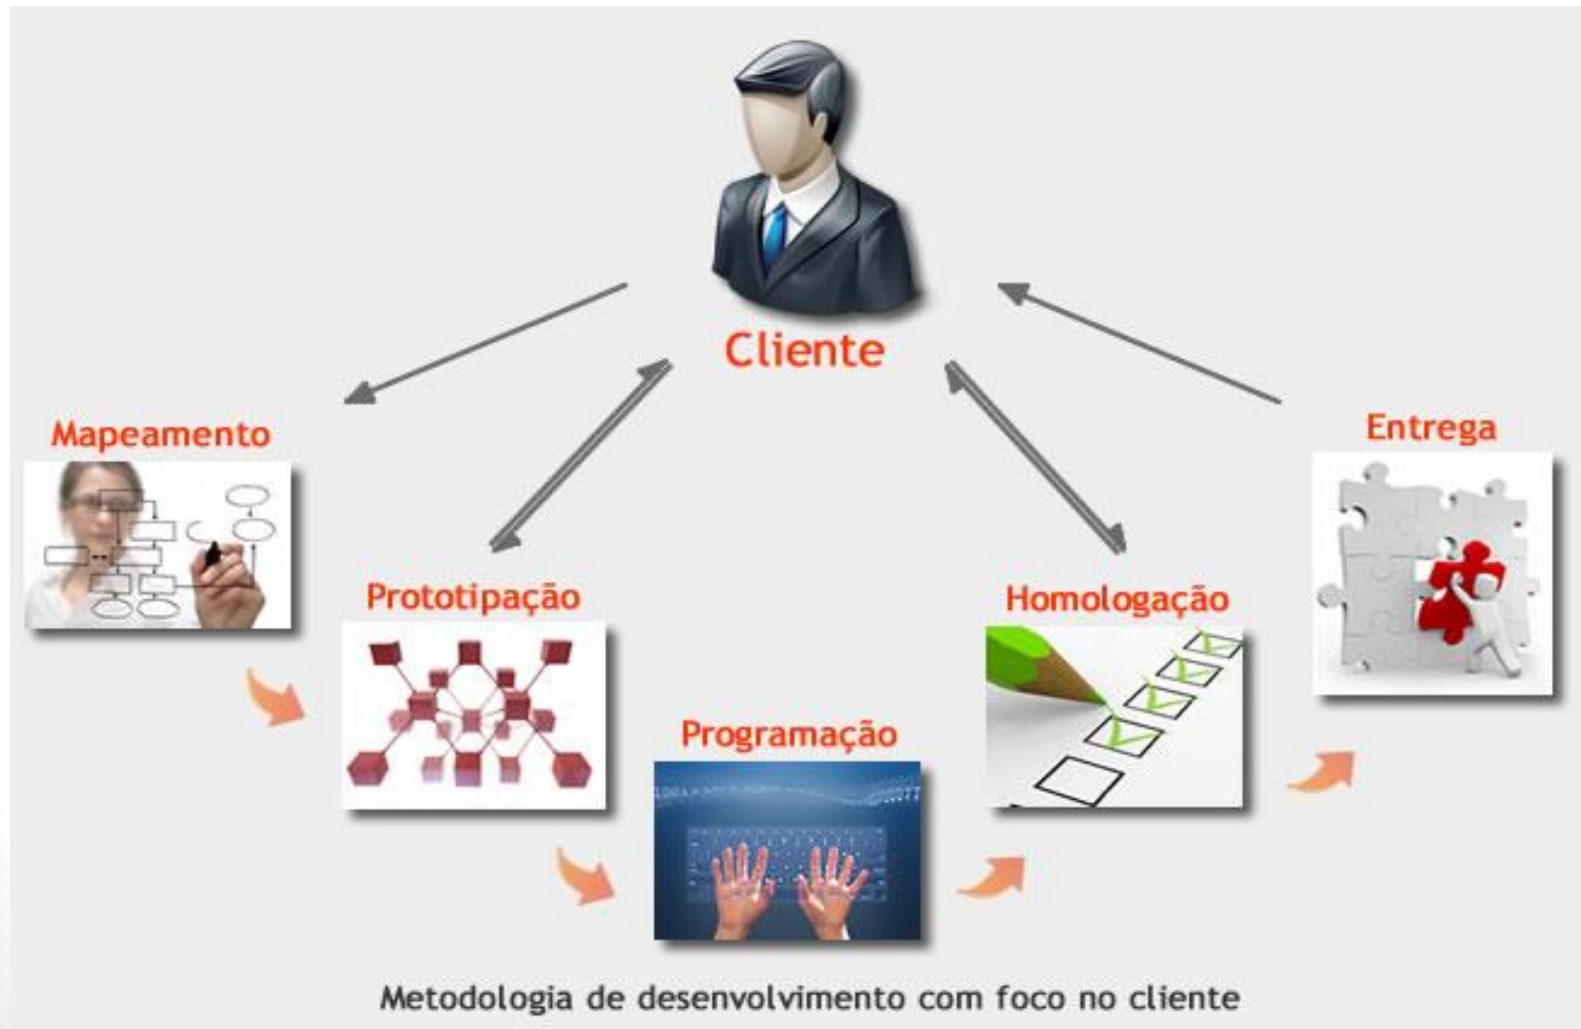 Cliente
Mapeamento
Entrega
Prototipação
Homologação
Programação
Metodologia de desenvolvimento com foco no cliente